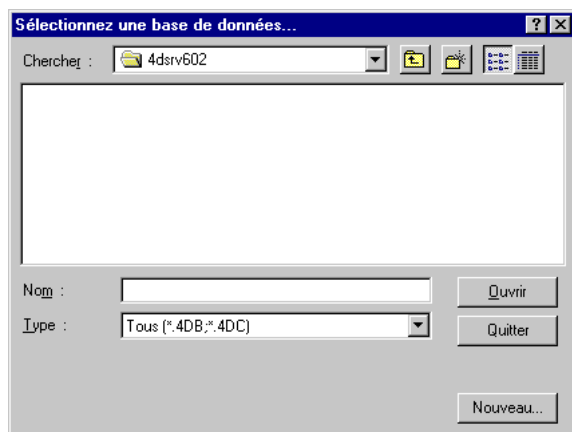 Sélectionnez une base de données...
Chercher : 4dsrv602
Nom : 
Ouvrir
Type : Tous (*.4DB;*.4DC)
Quitter
Nouveau...